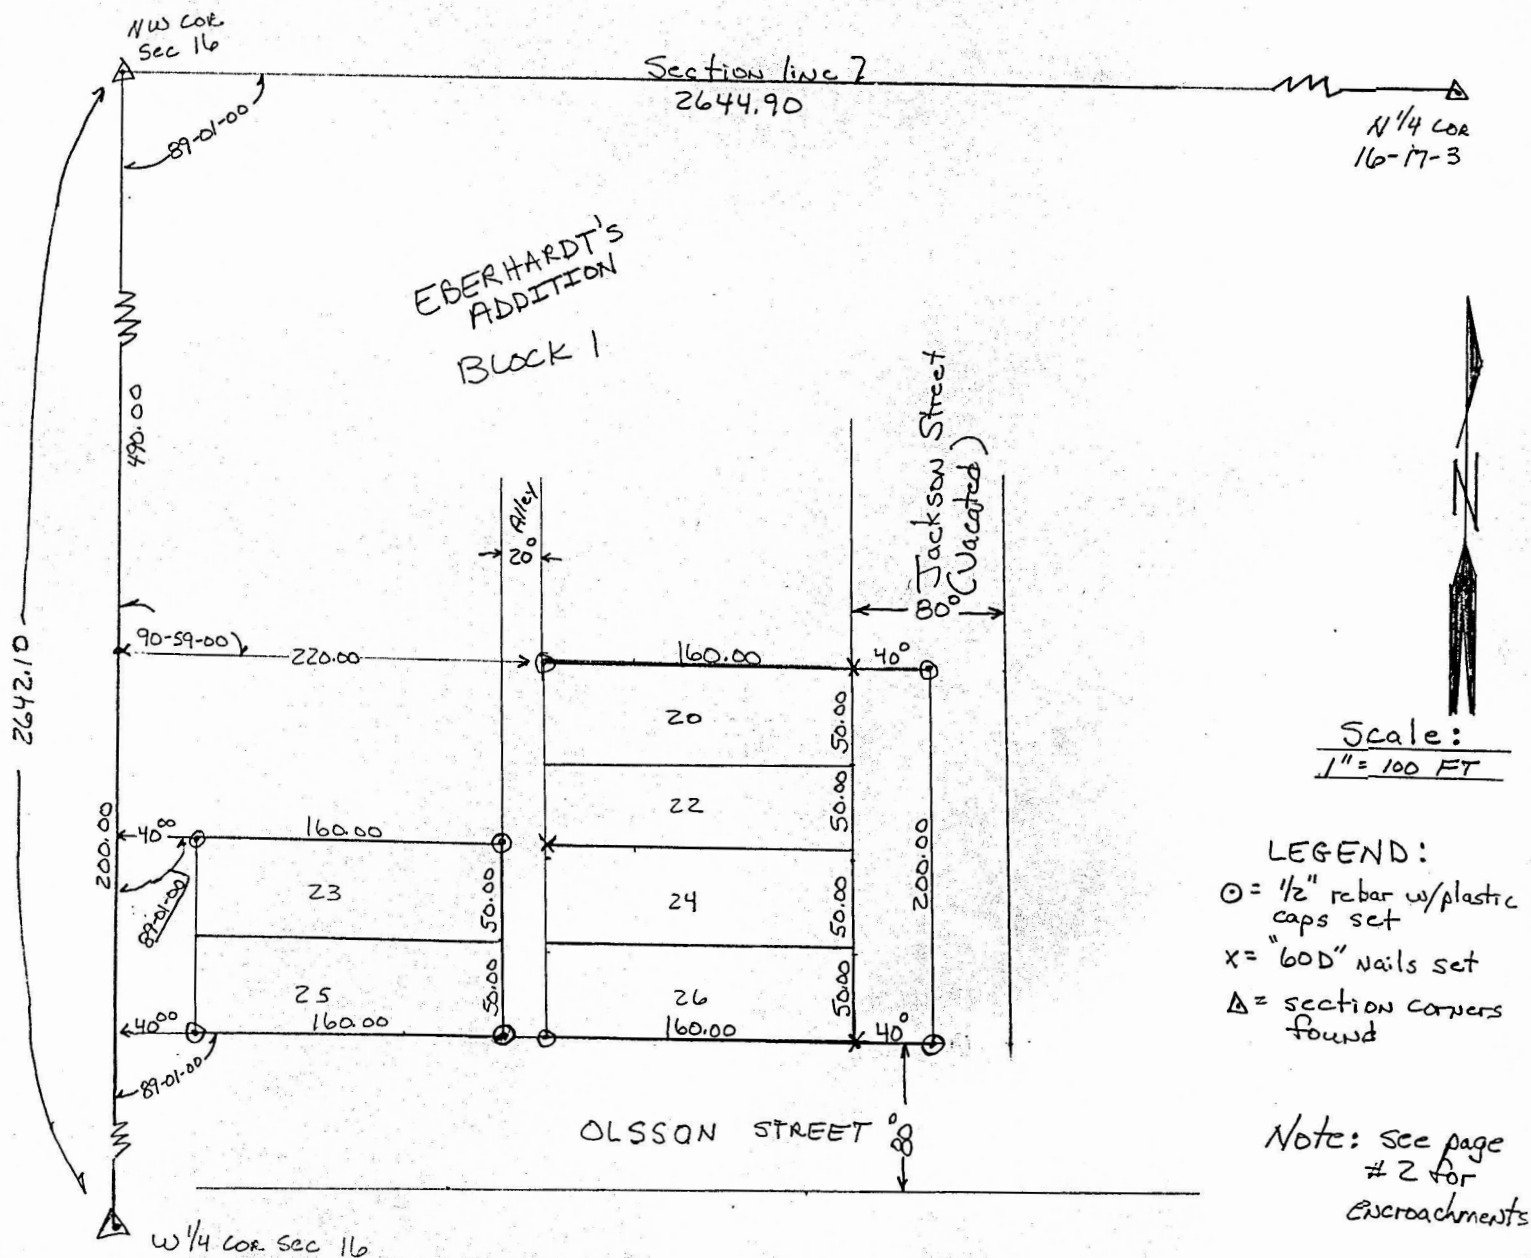 NW COR
Sec 16
Section line 7
2644.90
N 1/4 COR
16-17-3
89-01-00
EBERHARDT'S
ADDITION
BLOCK 1
490.00
Jackson Street
(Vacated)
Alley
20°
80°
2642.10
90-59-00
220.00
160.00
40°
20
50.00
22
50.00
Scale:
1" = 100 FT
200.00
40°°
160.00
89-01-00
23
50.00
24
50.00
200.00
LEGEND:
⊙ = 1/2" rebar w/plastic
caps set
x = "60D" Nails set
△ = section corners
found
25
50.00
26
50.00
40°°
160.00
160.00
40°
89-01-00
OLSSON STREET
80
Note: see page
#2 for
Encroachments
W 1/4 COR SEC 16